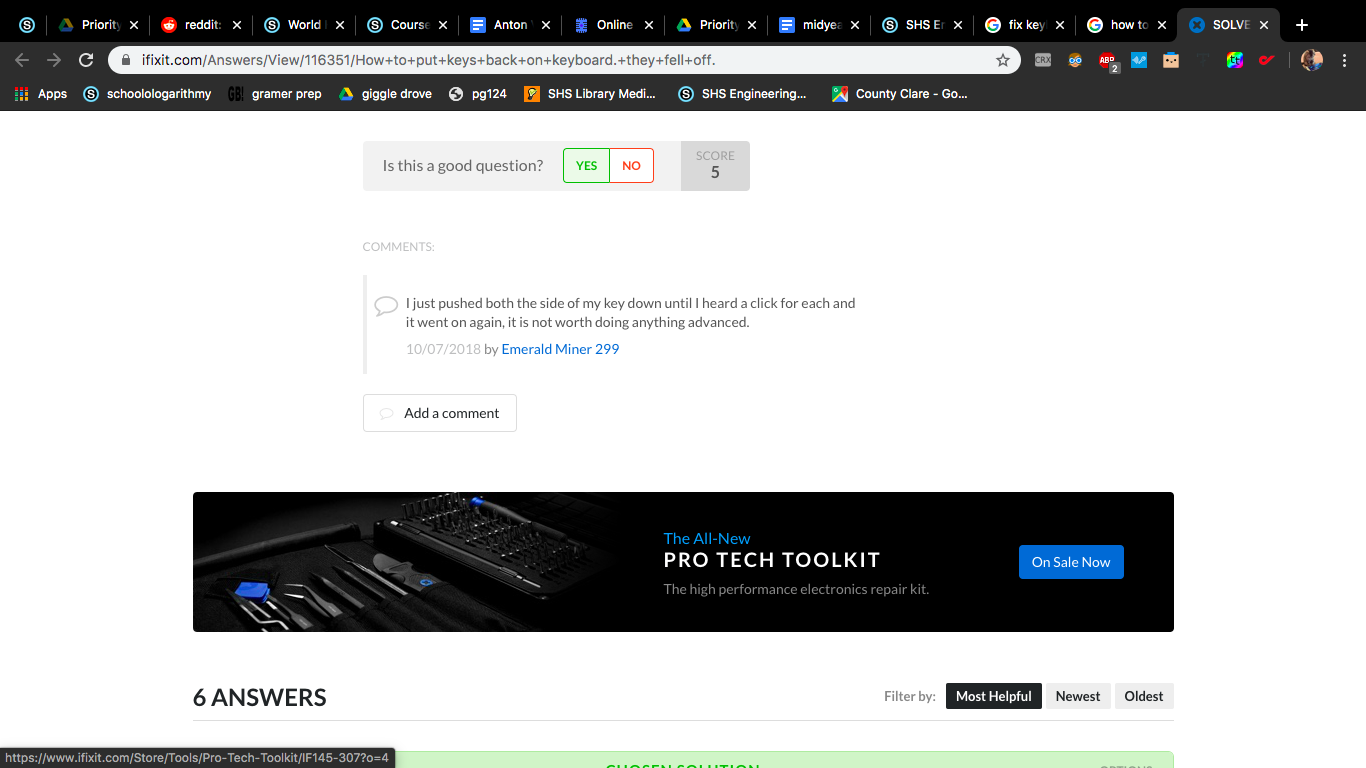 Priority
reddit:
World
Course
Anton
Online
Priority
midyea
SHS Er
fix key
how to
SOLVE
ifixit.com/Answers/View/116351/How+to+put+keys+back+on+keyboard.+they+fell+off.
CRX
ABP
2
Apps
schoolologarithmy
GB!
gramer prep
giggle drove
pg124
SHS Library Medi...
SHS Engineering...
County Clare - Go...
Is this a good question?
YES
NO
SCORE
5
COMMENTS:
I just pushed both the side of my key down until I heard a click for each and
it went on again, it is not worth doing anything advanced.
10/07/2018 by Emerald Miner 299
Add a comment
The All-New
PRO TECH TOOLKIT
The high performance electronics repair kit.
On Sale Now
6 ANSWERS
Filter by:
Most Helpful
Newest
Oldest
https://www.ifixit.com/Store/Tools/Pro-Tech-Toolkit/IF145-307?o=4
CHOSEN SOLUTION
OPTIONS